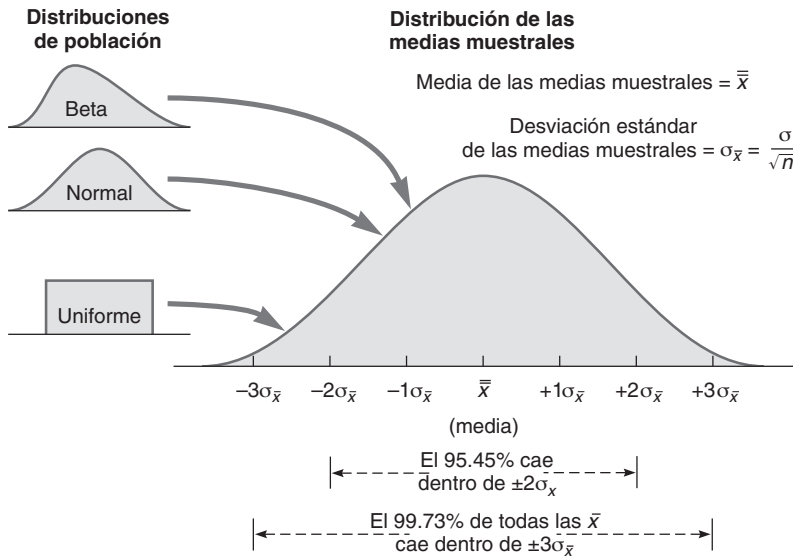 Distribuciones
de población
Distribución de las
medias muestrales
Beta
Normal
Uniforme
Media de las medias muestrales = x̿
Desviación estándar
de las medias muestrales = σx̄ = σ/√n
−3σx̄ −2σx̄ −1σx̄ x̿ +1σx̄ +2σx̄ +3σx̄
(media)
El 95.45% cae
dentro de ±2σx
El 99.73% de todas las x̄
cae dentro de ±3σx̄